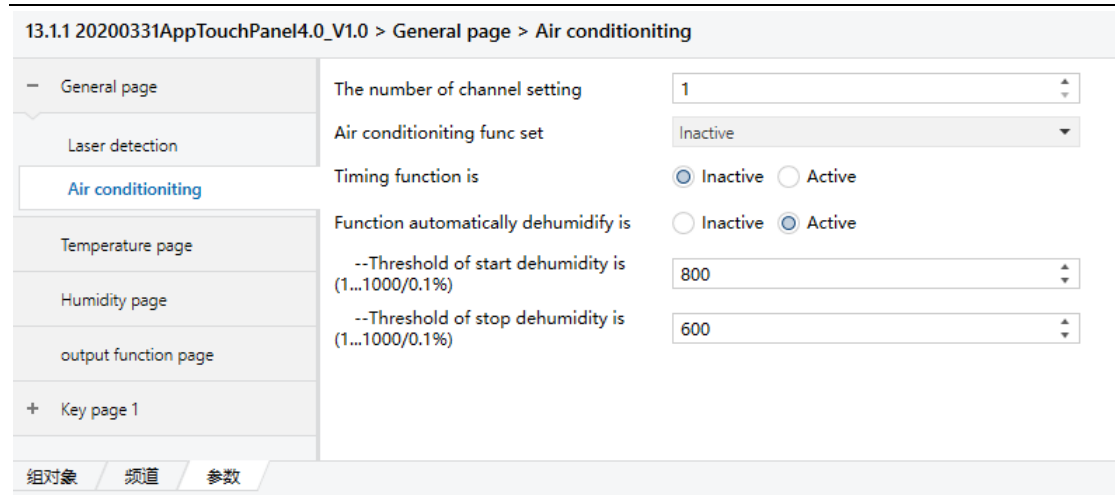 13.1.1 20200331AppTouchPanel4.0_V1.0 > General page > Air conditioniting
− General page
Laser detection
Air conditioniting
Temperature page
Humidity page
output function page
+ Key page 1
The number of channel setting
1
Air conditioniting func set
Inactive
Timing function is
Inactive Active
Function automatically dehumidify is
Inactive Active
--Threshold of start dehumidity is
(1...1000/0.1%)
800
--Threshold of stop dehumidity is
(1...1000/0.1%)
600
组对象 频道 参数